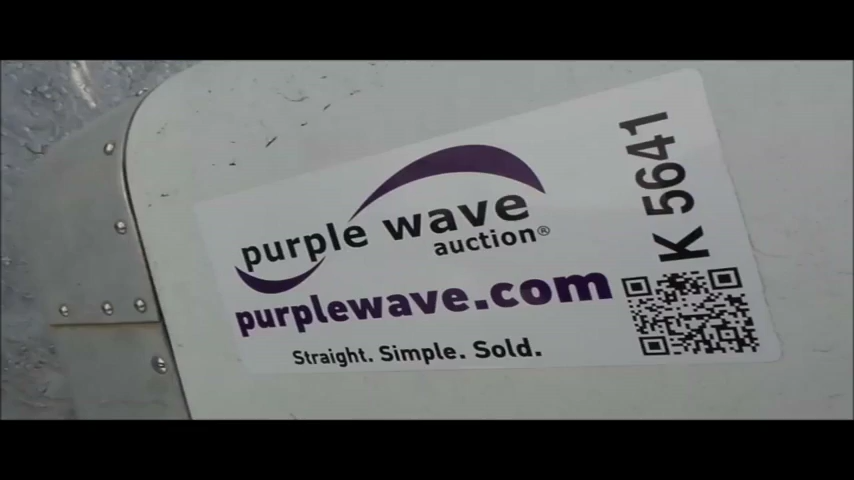 purple wave
auction®
purplewave.com
Straight. Simple. Sold.
K 5641